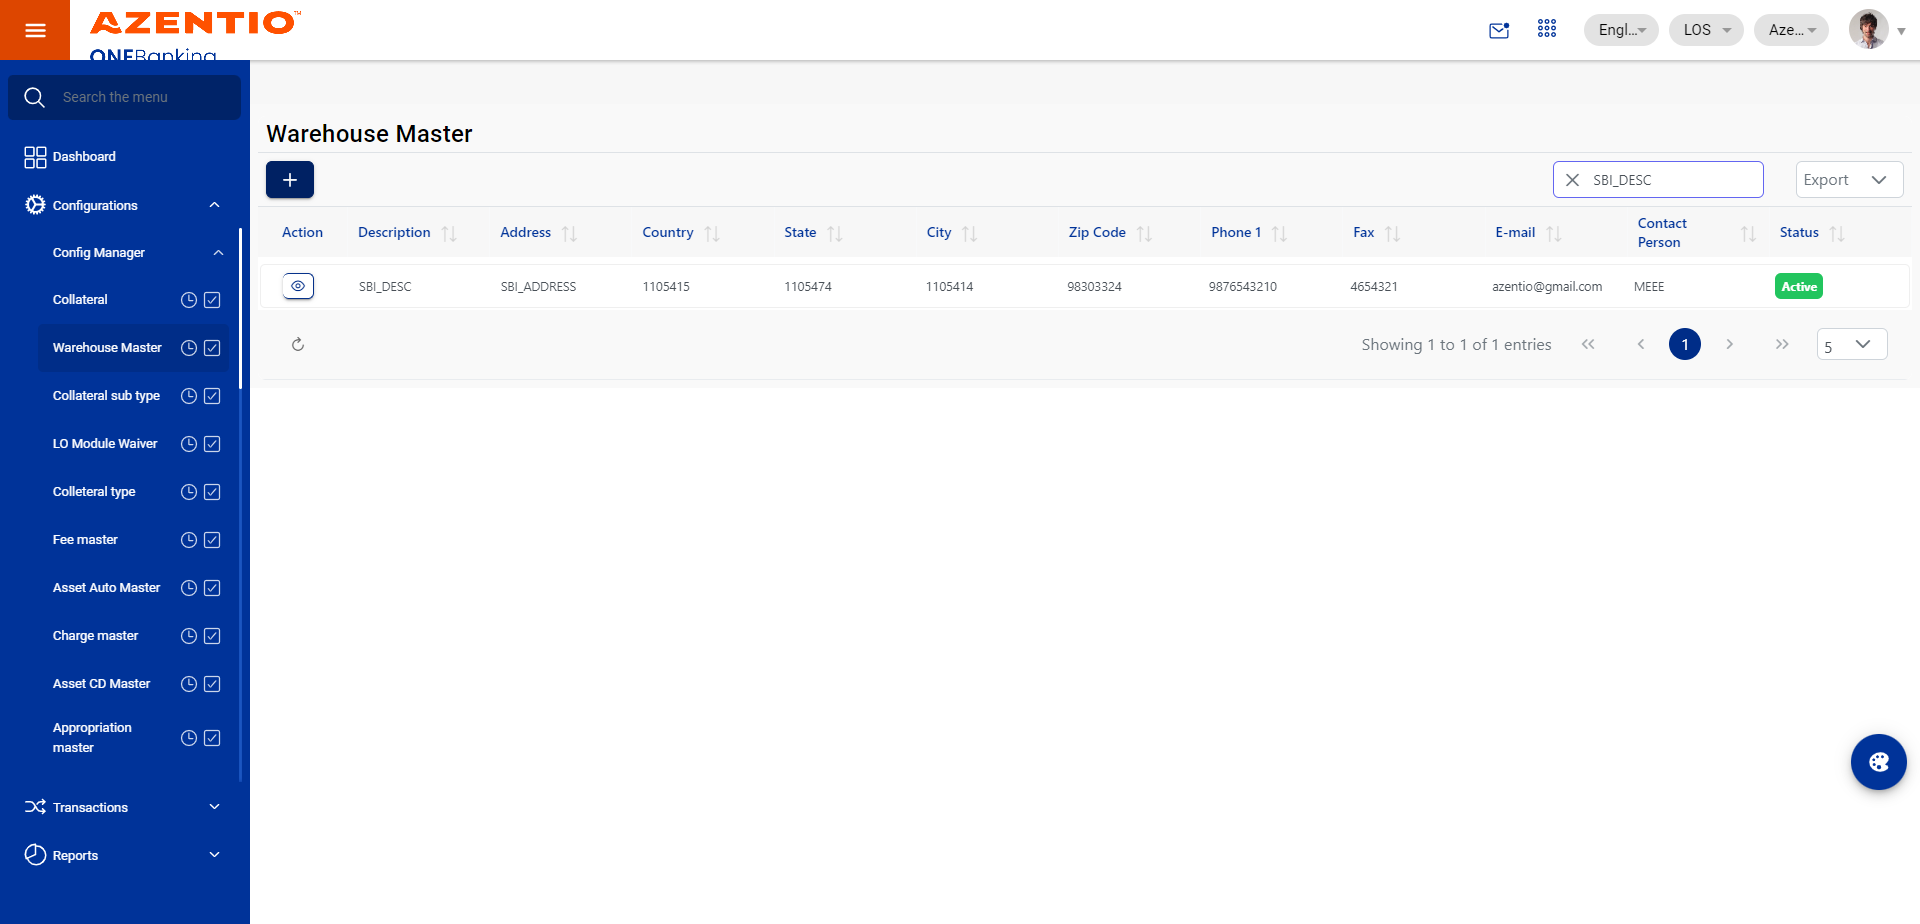 AZENTIO™
ONEBanking
Engl...
LOS
Aze...
Search the menu
Dashboard
Configurations
Config Manager
Collateral
Warehouse Master
Collateral sub type
LO Module Waiver
Colleteral type
Fee master
Asset Auto Master
Charge master
Asset CD Master
Appropriation
master
Transactions
Reports
Warehouse Master
+
SBI_DESC
Export
Action Description Address Country State City Zip Code Phone 1 Fax E-mail Contact Person Status
SBI_DESC SBI_ADDRESS 1105415 1105474 1105414 98303324 9876543210 4654321 azentio@gmail.com MEEE Active
Showing 1 to 1 of 1 entries 1 5